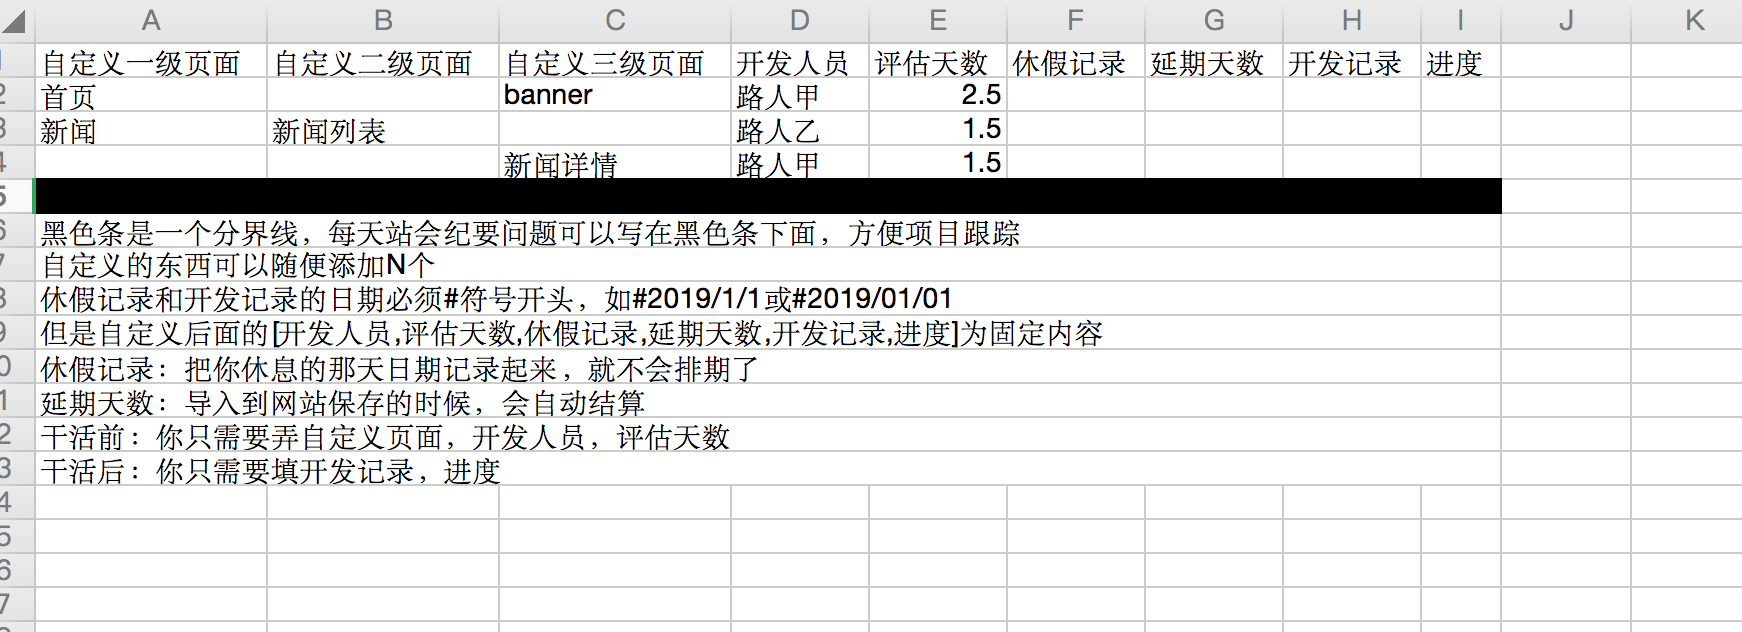 A B C D E F G H I J K
1 自定义一级页面 自定义二级页面 自定义三级页面 开发人员 评估天数 休假记录 延期天数 开发记录 进度
2 首页 banner 路人甲 2.5
3 新闻 新闻列表 路人乙 1.5
4 新闻详情 路人甲 1.5
5
6 黑色条是一个分界线，每天站会纪要问题可以写在黑色条下面，方便项目跟踪
7 自定义的东西可以随便添加N个
8 休假记录和开发记录的日期必须#符号开头，如#2019/1/1或#2019/01/01
9 但是自定义后面的[开发人员,评估天数,休假记录,延期天数,开发记录,进度]为固定内容
0 休假记录：把你休息的那天日期记录起来，就不会排期了
1 延期天数：导入到网站保存的时候，会自动结算
2 干活前：你只需要弄自定义页面，开发人员，评估天数
3 干活后：你只需要填开发记录，进度
4
5
6
7